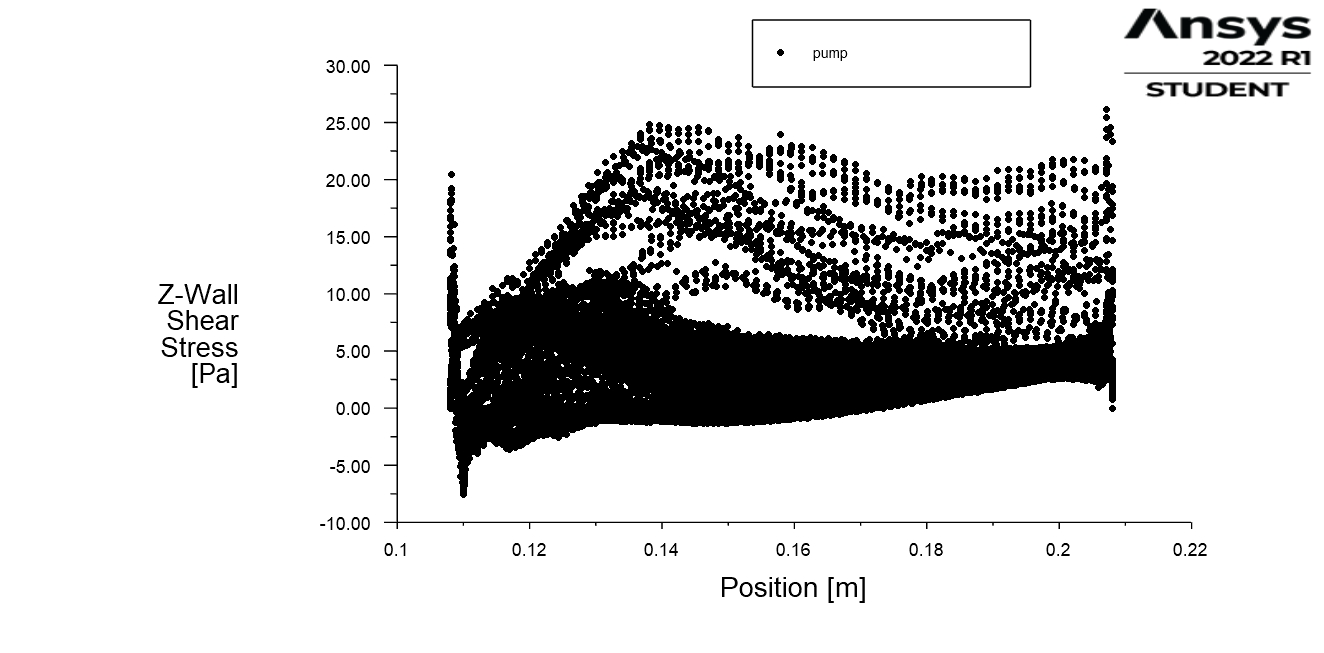 Ansys
2022 R1
STUDENT
pump
30.00
25.00
20.00
15.00
10.00
5.00
0.00
-5.00
-10.00
Z-Wall
Shear
Stress
[Pa]
0.1 0.12 0.14 0.16 0.18 0.2 0.22
Position [m]